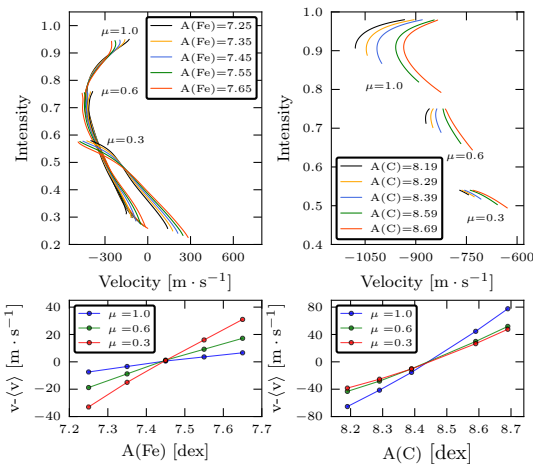 Intensity
1.0
0.9
0.8
0.7
0.6
0.5
0.4
0.3
0.2
μ=1.0
μ=0.6
μ=0.3
A(Fe)=7.25
A(Fe)=7.35
A(Fe)=7.45
A(Fe)=7.55
A(Fe)=7.65
−300 0 300 600
Velocity [m · s⁻¹]
Intensity
1.0
0.9
0.8
0.7
0.6
0.5
0.4
μ=1.0
μ=0.6
μ=0.3
A(C)=8.19
A(C)=8.29
A(C)=8.39
A(C)=8.59
A(C)=8.69
−1050 −900 −750 −600
Velocity [m · s⁻¹]
v-⟨v⟩ [m · s⁻¹]
40
20
0
−20
−40
μ=1.0
μ=0.6
μ=0.3
7.2 7.3 7.4 7.5 7.6 7.7
A(Fe) [dex]
v-⟨v⟩ [m · s⁻¹]
80
40
0
−40
−80
μ=1.0
μ=0.6
μ=0.3
8.2 8.3 8.4 8.5 8.6 8.7
A(C) [dex]